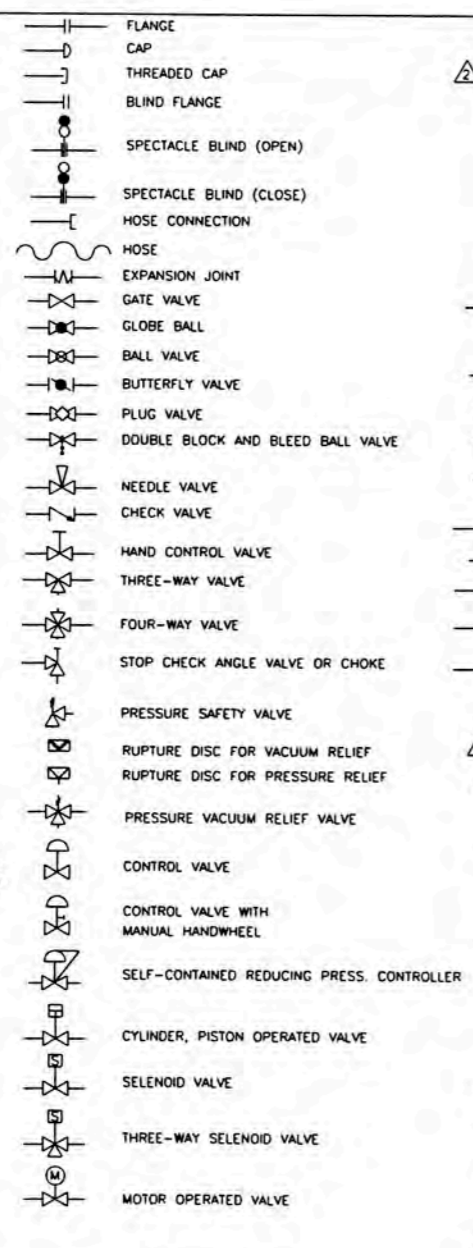 FLANGE
CAP
THREADED CAP
2
BLIND FLANGE
SPECTACLE BLIND (OPEN)
SPECTACLE BLIND (CLOSE)
HOSE CONNECTION
HOSE
EXPANSION JOINT
GATE VALVE
GLOBE BALL
BALL VALVE
BUTTERFLY VALVE
PLUG VALVE
DOUBLE BLOCK AND BLEED BALL VALVE
NEEDLE VALVE
CHECK VALVE
HAND CONTROL VALVE
THREE-WAY VALVE
FOUR-WAY VALVE
STOP CHECK ANGLE VALVE OR CHOKE
PRESSURE SAFETY VALVE
RUPTURE DISC FOR VACUUM RELIEF
RUPTURE DISC FOR PRESSURE RELIEF
PRESSURE VACUUM RELIEF VALVE
CONTROL VALVE
CONTROL VALVE WITH
MANUAL HANDWHEEL
SELF-CONTAINED REDUCING PRESS. CONTROLLER
CYLINDER, PISTON OPERATED VALVE
S
SELENOID VALVE
S
THREE-WAY SELENOID VALVE
M
MOTOR OPERATED VALVE